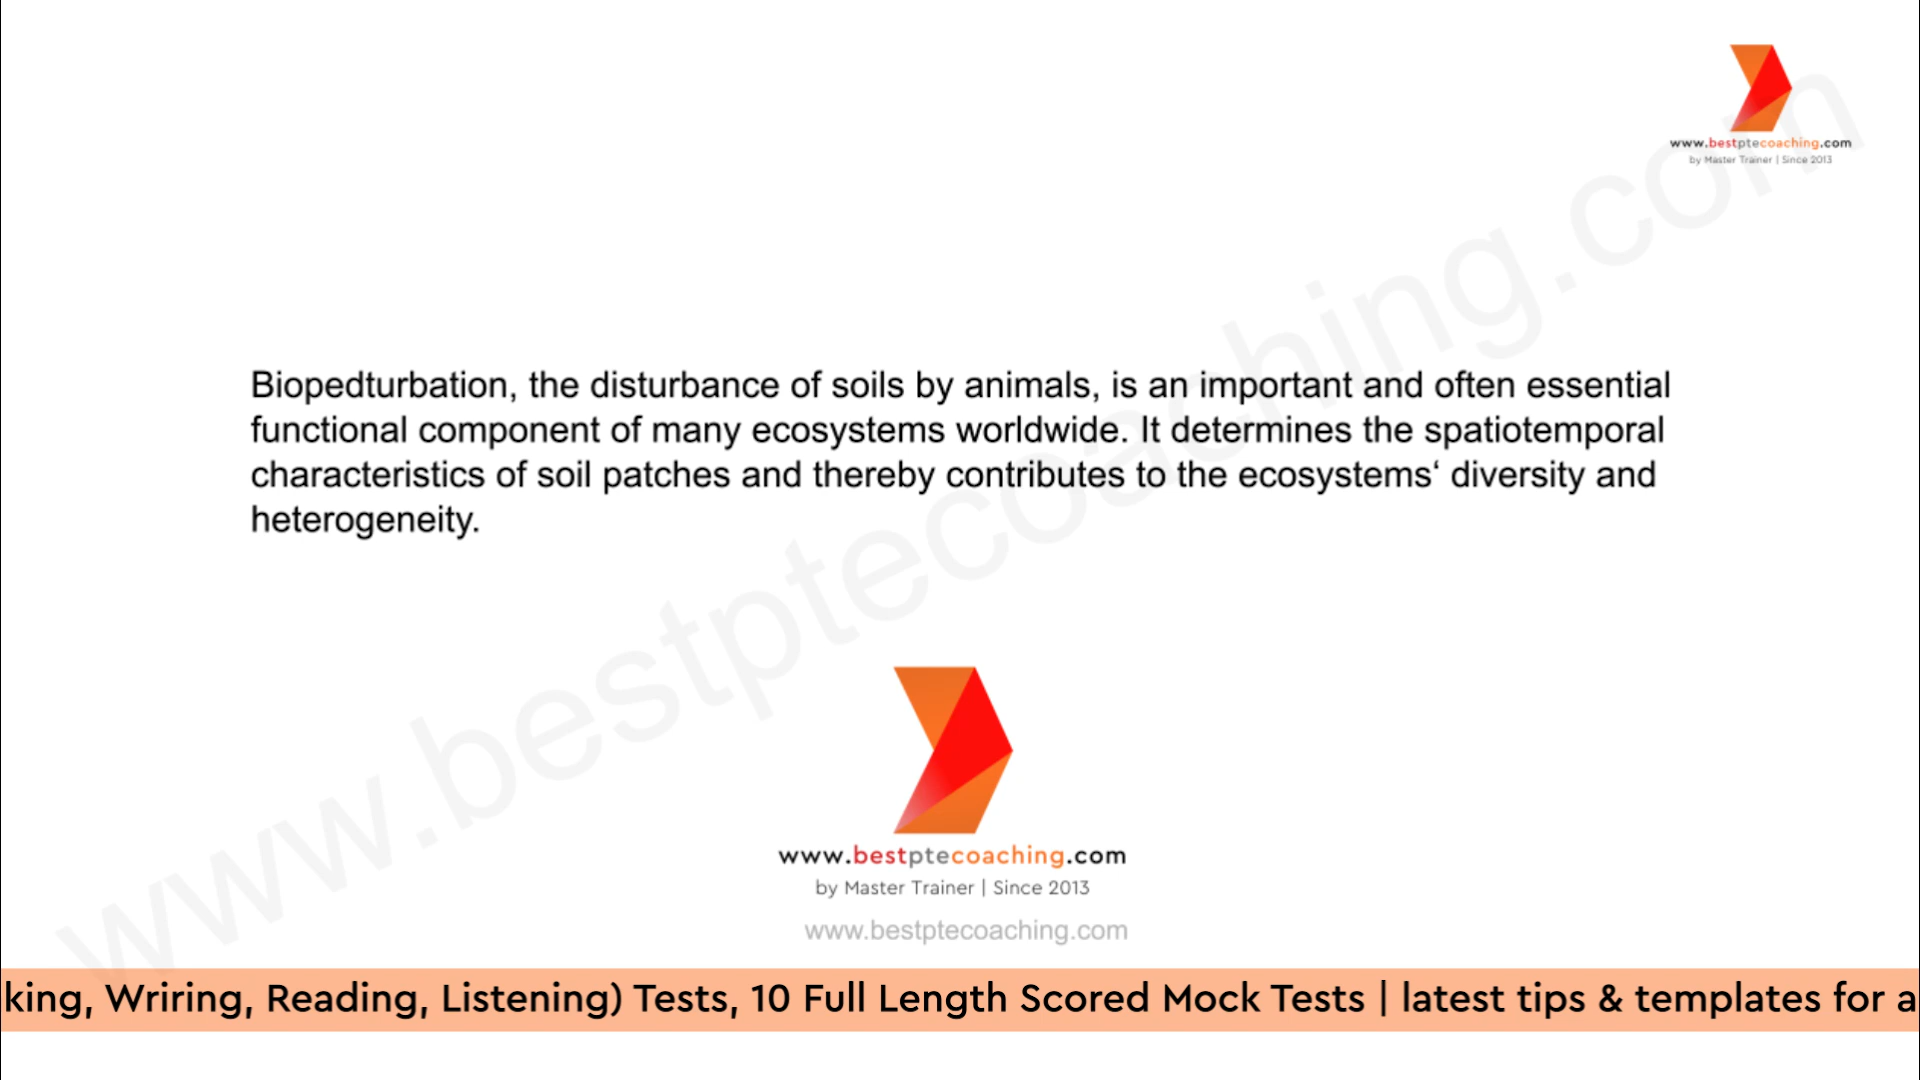 www.bestptecoaching.com
by Master Trainer | Since 2013
www.bestptecoaching.com
Biopedturbation, the disturbance of soils by animals, is an important and often essential
functional component of many ecosystems worldwide. It determines the spatiotemporal
characteristics of soil patches and thereby contributes to the ecosystems‘ diversity and
heterogeneity.
www.bestptecoaching.com
by Master Trainer | Since 2013
www.bestptecoaching.com
king, Wriring, Reading, Listening) Tests, 10 Full Length Scored Mock Tests | latest tips & templates for a